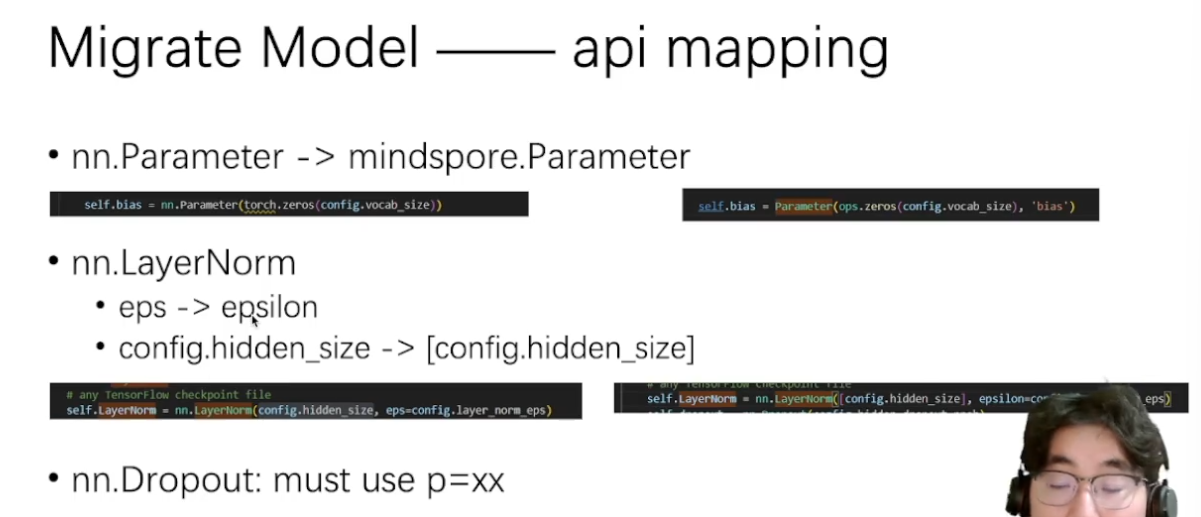 Migrate Model —— api mapping
• nn.Parameter -> mindspore.Parameter
self.bias = nn.Parameter(torch.zeros(config.vocab_size))
self.bias = Parameter(ops.zeros(config.vocab_size), 'bias')
• nn.LayerNorm
• eps -> epsilon
• config.hidden_size -> [config.hidden_size]
# any TensorFlow checkpoint file
self.LayerNorm = nn.LayerNorm(config.hidden_size, eps=config.layer_norm_eps)
# any TensorFlow checkpoint file
self.LayerNorm = nn.LayerNorm([config.hidden_size], epsilon=co eps)
• nn.Dropout: must use p=xx